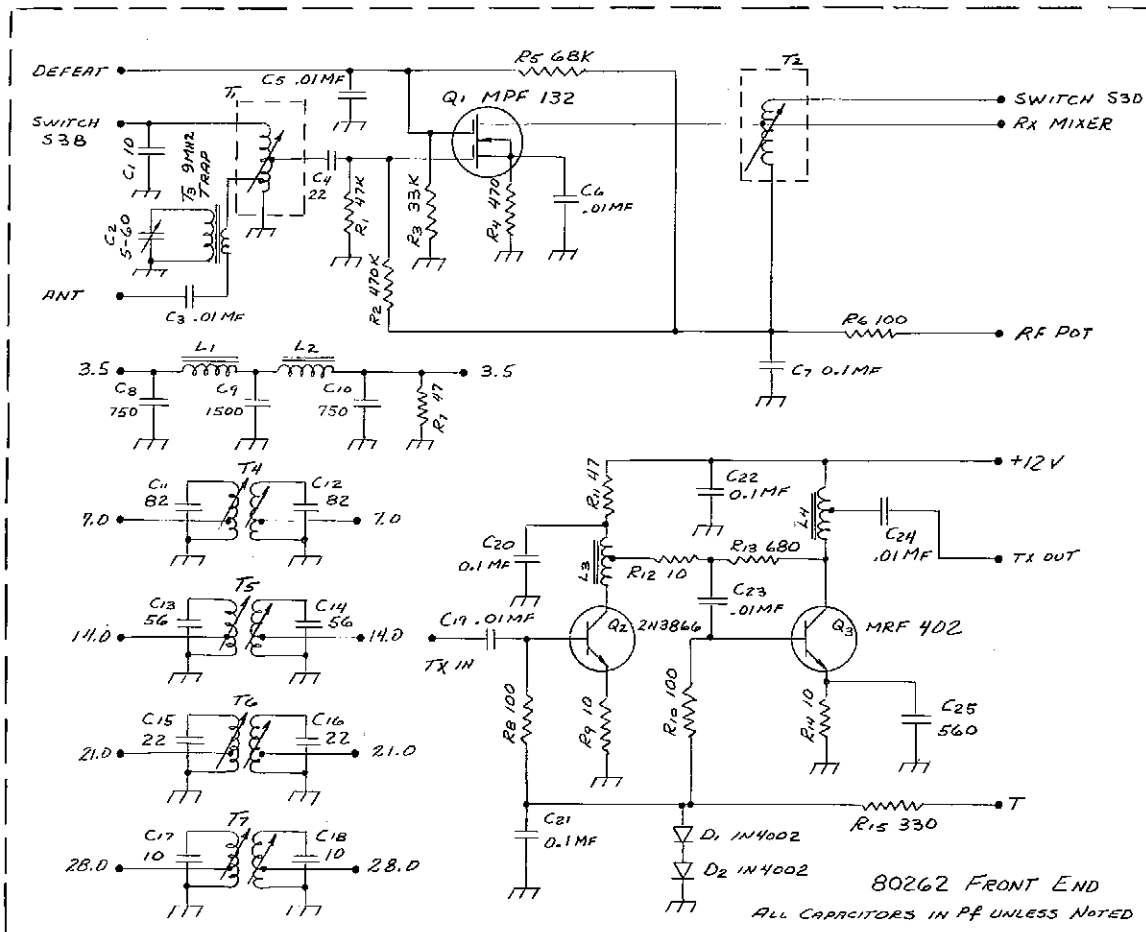 DEFEAT
C5 .01MF
R5 68K
T2
T1
Q1 MPF 132
SWITCH S3D
RX MIXER
SWITCH
S3B
C1 10
T3 9MHZ
TRAP
C4
22
R1 47K
R3 33K
R4 470
C6
.01MF
C2
5-60
R2 470K
ANT
C3 .01MF
R6 100
RF POT
C7 0.1MF
L1
L2
3.5
3.5
C8
750
C9
1500
C10
750
R7 47
+12V
R11 47
C22
0.1MF
L4
C24
.01MF
TX OUT
T4
C11
82
C12
82
7.0
7.0
C20
0.1MF
L3
R12 10
R13 680
C23
.01MF
T5
C13
56
C14
56
14.0
14.0
C19 .01MF
TX IN
Q2 2N3866
Q3 MRF 402
R8 100
R9 10
R10 100
R14 10
C25
560
T6
C15
22
C16
22
21.0
21.0
T
R15 330
C21
0.1MF
D1 1N4002
D2 1N4002
T7
C17
10
C18
10
28.0
28.0
80262 FRONT END
ALL CAPACITORS IN Pf UNLESS NOTED